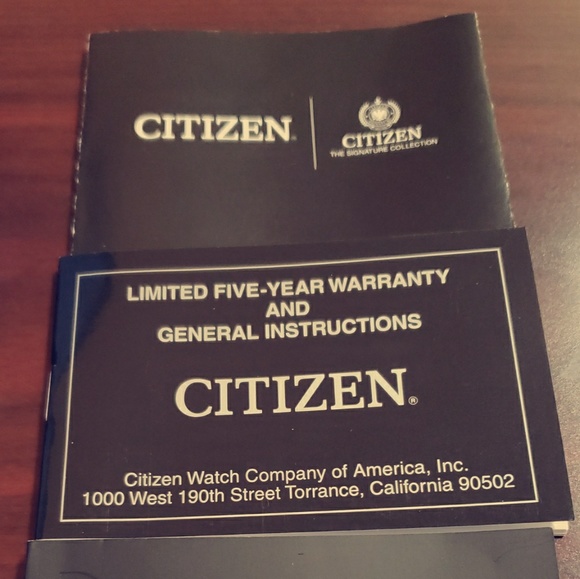 CITIZEN
CITIZEN
THE SIGNATURE COLLECTION
LIMITED FIVE-YEAR WARRANTY
AND
GENERAL INSTRUCTIONS
CITIZEN®
Citizen Watch Company of America, Inc.
1000 West 190th Street Torrance, California 90502